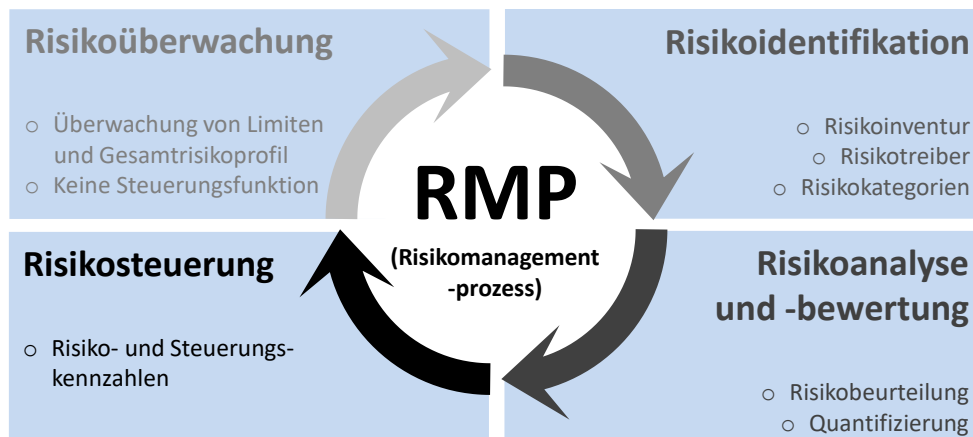 Risikoüberwachung
○ Überwachung von Limiten
und Gesamtrisikoprofil
○ Keine Steuerungsfunktion
Risikoidentifikation
○ Risikoinventur
○ Risikotreiber
○ Risikokategorien
RMP
(Risikomanagement
-prozess)
Risikosteuerung
○ Risiko- und Steuerungs-
kennzahlen
Risikoanalyse
und -bewertung
○ Risikobeurteilung
○ Quantifizierung